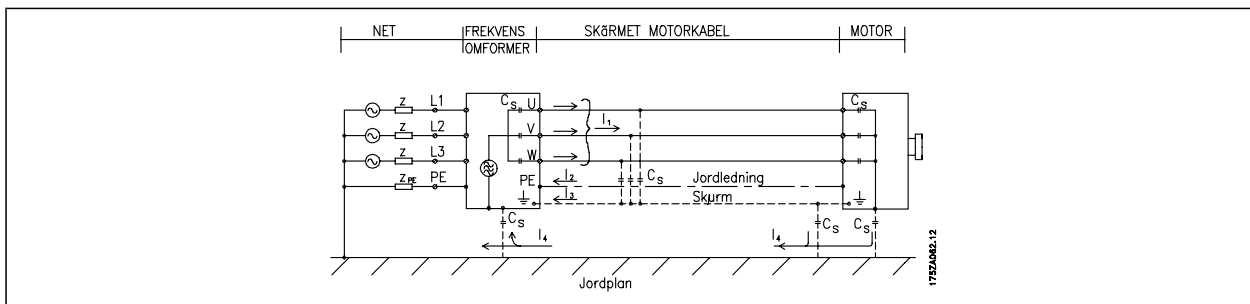 NET FREKVENS OMFORMER SKäRMET MOTORKABEL MOTOR
Z L1 Cs U Cs
Z L2 V I1
Z L3 W
ZPE PE PE I2 Cs Jordledning
I3 Skurm
Cs I4 I4 Cs Cs
Jordplan
175ZA062.12